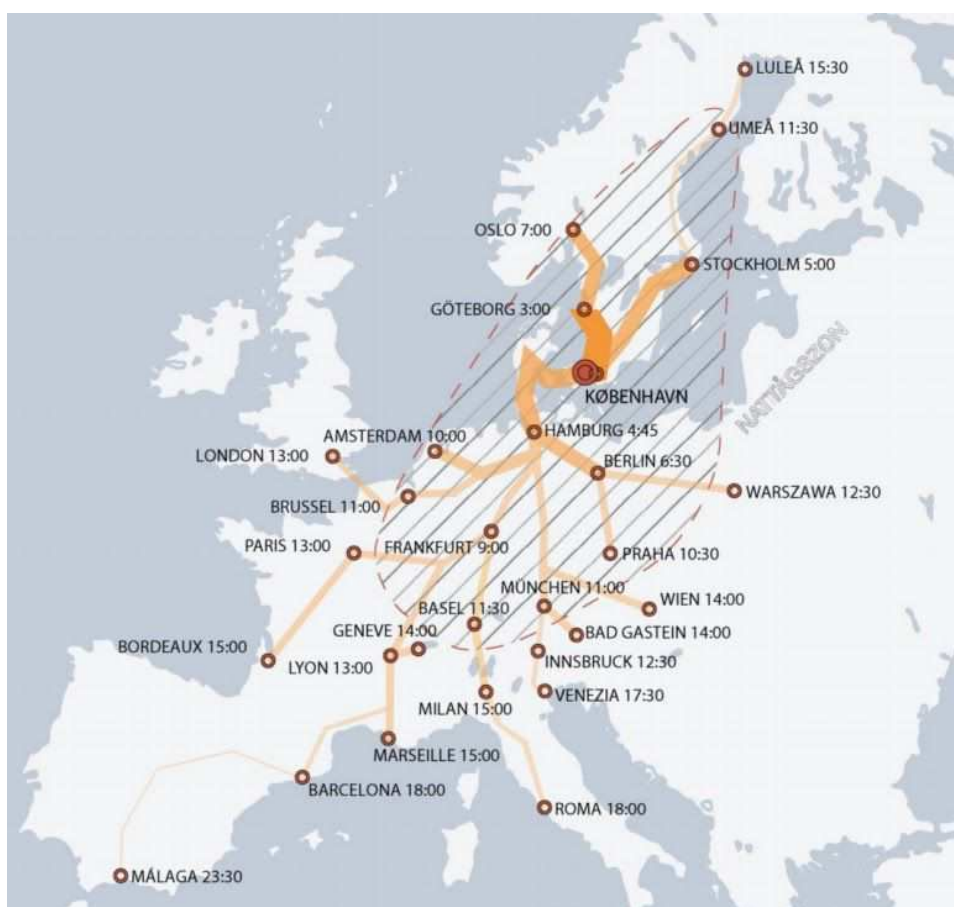 LULEÅ 15:30
UMEÅ 11:30
OSLO 7:00
STOCKHOLM 5:00
GÖTEBORG 3:00
KØBENHAVN
NATTÅGSZON
HAMBURG 4:45
AMSTERDAM 10:00
LONDON 13:00
BERLIN 6:30
WARSZAWA 12:30
BRUSSEL 11:00
PARIS 13:00
FRANKFURT 9:00
PRAHA 10:30
MÜNCHEN 11:00
WIEN 14:00
BASEL 11:30
GENEVE 14:00
BAD GASTEIN 14:00
BORDEAUX 15:00
LYON 13:00
INNSBRUCK 12:30
MILAN 15:00
VENEZIA 17:30
MARSEILLE 15:00
BARCELONA 18:00
ROMA 18:00
MÁLAGA 23:30